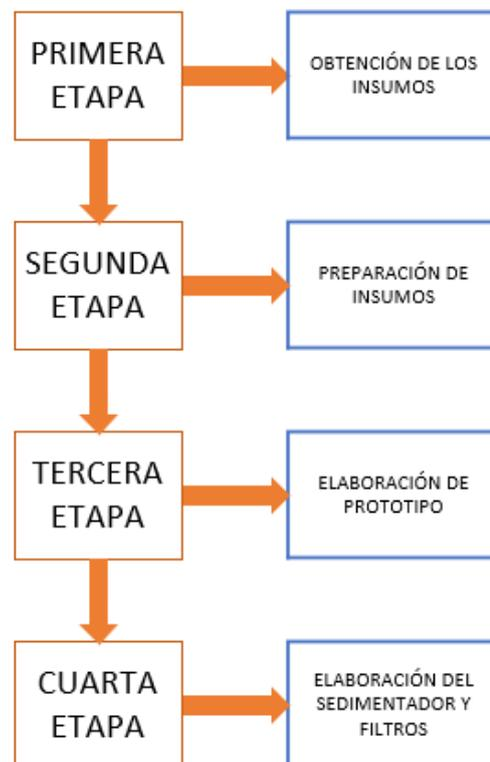 PRIMERA
ETAPA
OBTENCIÓN DE LOS
INSUMOS
SEGUNDA
ETAPA
PREPARACIÓN DE
INSUMOS
TERCERA
ETAPA
ELABORACIÓN DE
PROTOTIPO
CUARTA
ETAPA
ELABORACIÓN DEL
SEDIMENTADOR Y
FILTROS